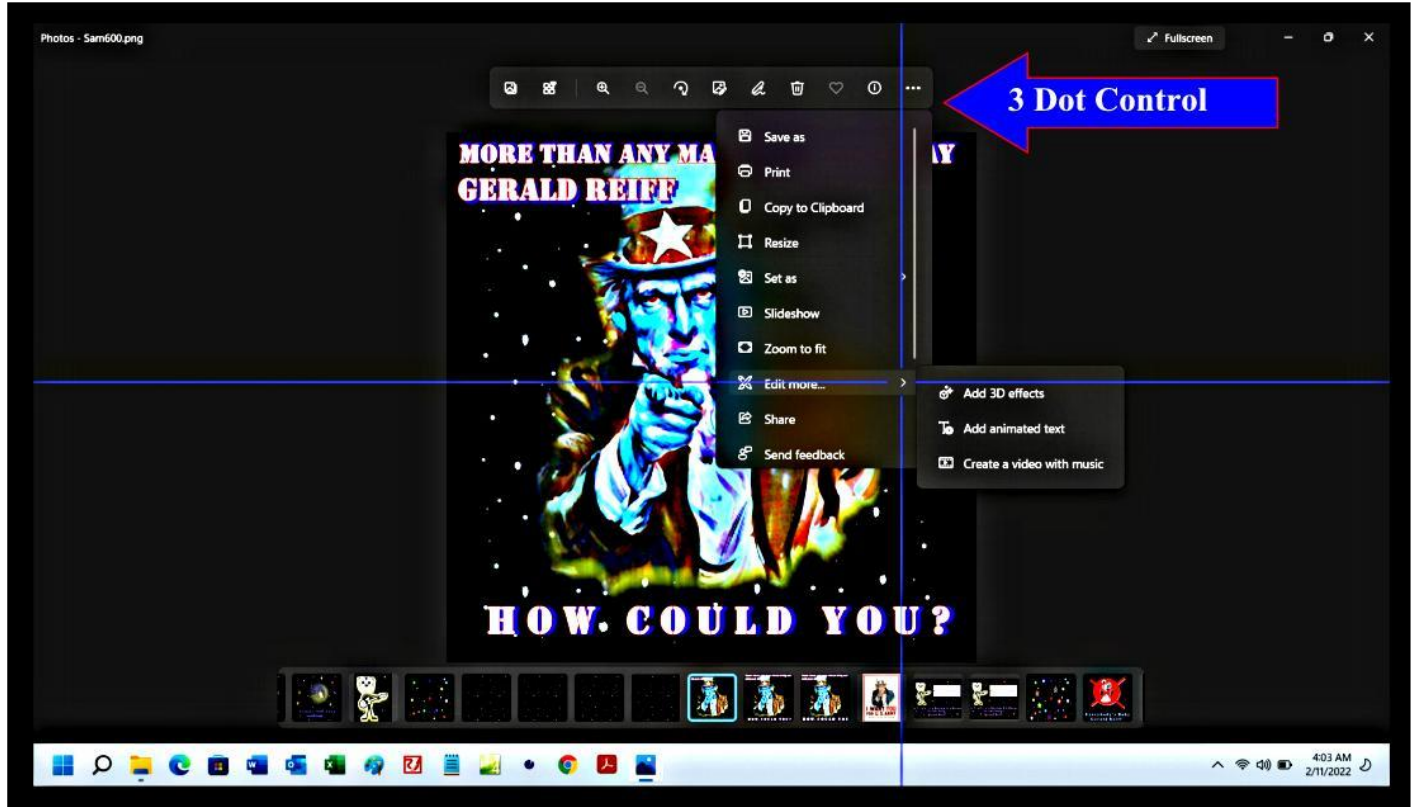 Photos - Sam600.png
Fullscreen
3 Dot Control
Save as
Print
Copy to Clipboard
Resize
Set as
Slideshow
Zoom to fit
Edit more...
Share
Send feedback
Add 3D effects
Add animated text
Create a video with music
MORE THAN ANY
GERALD REIFF
HOW COULD YOU?
I WANT YOU
4:03 AM
2/11/2022